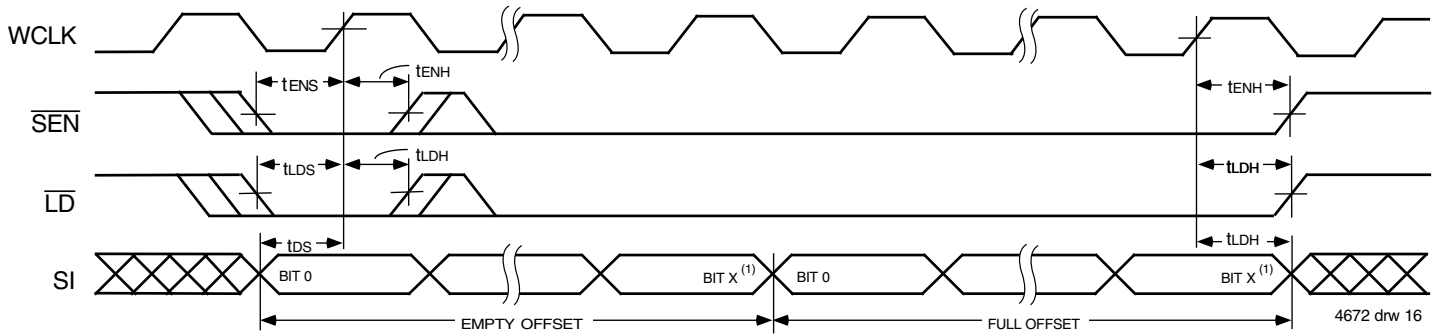 WCLK
tENH
tENS
tENH
SEN
tLDH
tLDS
tLDH
LD
tDS
tLDH
BIT 0
BIT X(1)
BIT 0
BIT X(1)
SI
EMPTY OFFSET
FULL OFFSET
4672 drw 16